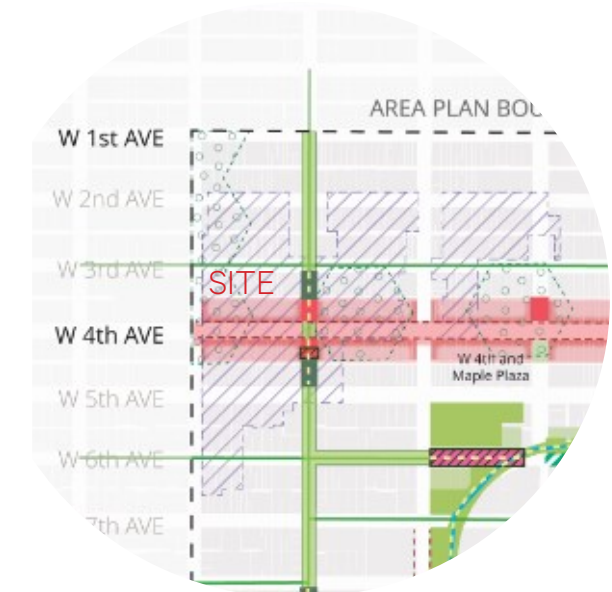 AREA PLAN BOU
W 1st AVE
W 2nd AVE
W 3rd AVE
SITE
W 4th AVE
W 4th and
Maple Plaza
W 5th AVE
W 6th AVE
7th AVE